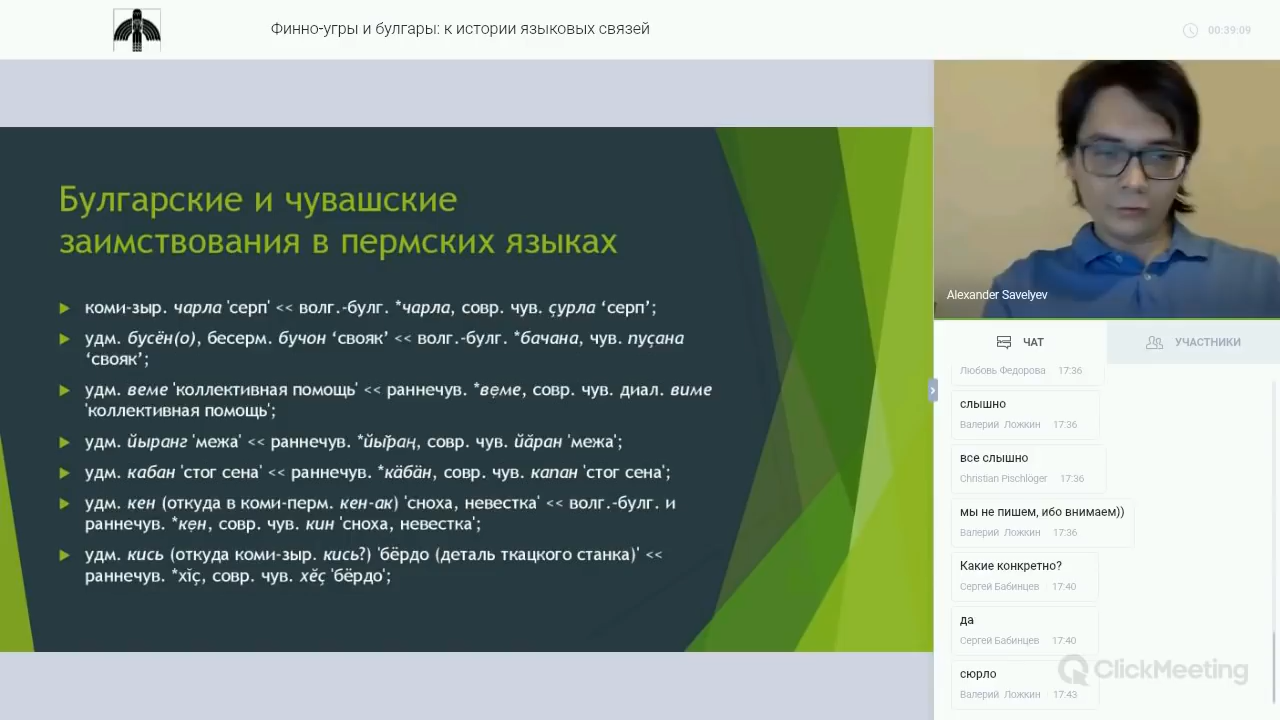 Финно-угры и булгары: к истории языковых связей
00:39:09
Булгарские и чувашские
заимствования в пермских языках
коми-зыр. чарла 'серп' << волг.-булг. *чарла, совр. чув. ҫурла ‘серп’;
удм. бусён(о), бесерм. бучон ‘свояк’ << волг.-булг. *бачана, чув. пуҫана
‘свояк’;
удм. веме 'коллективная помощь' << раннечув. *вẹме, совр. чув. диал. виме
'коллективная помощь';
удм. йыранг 'межа' << раннечув. *йы̆раң, совр. чув. йӑран 'межа';
удм. кабан 'стог сена' << раннечув. *кӓбӓн, совр. чув. капан 'стог сена';
удм. кен (откуда в коми-перм. кен-ак) 'сноха, невестка' << волг.-булг. и
раннечув. *кẹн, совр. чув. кин 'сноха, невестка';
удм. кись (откуда коми-зыр. кись?) 'бёрдо (деталь ткацкого станка)' <<
раннечув. *хĭҫ, совр. чув. хӗҫ 'бёрдо';
Alexander Savelyev
ЧАТ
УЧАСТНИКИ
Любовь Федорова 17:36
слышно
Валерий Ложкин 17:36
все слышно
Christian Pischlöger 17:36
мы не пишем, ибо внимаем))
Валерий Ложкин 17:36
Какие конкретно?
Сергей Бабинцев 17:40
да
Сергей Бабинцев 17:40
сюрло
Валерий Ложкин 17:43
ClickMeeting